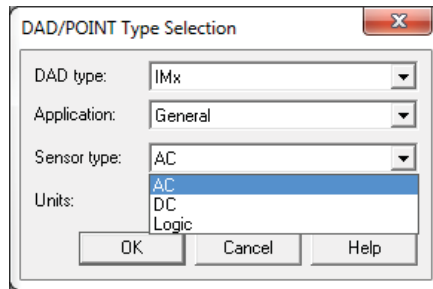 DAD/POINT Type Selection
DAD type: IMx
Application: General
Sensor type: AC
AC
DC
Units:
Logic
OK Cancel Help